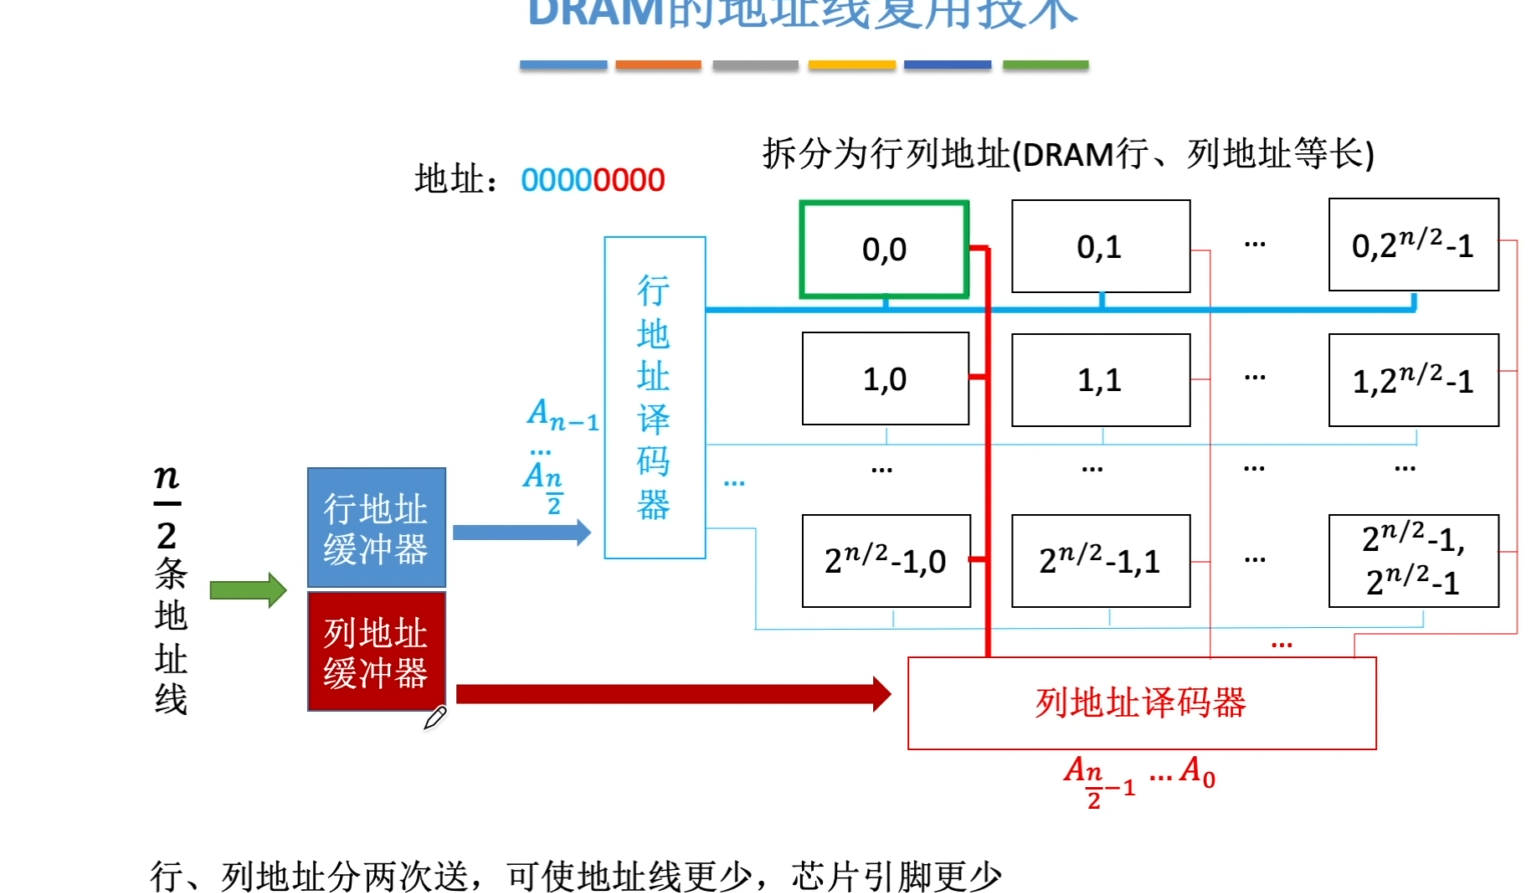 DRAM的地址线复用技术
拆分为行列地址(DRAM行、列地址等长)
地址：00000000
行地址译码器
0,0
0,1
...
0,2^{n/2}-1
1,0
1,1
...
1,2^{n/2}-1
A_{n-1}
...
A_{\frac{n}{2}}
...
...
...
...
...
2^{n/2}-1,0
2^{n/2}-1,1
...
2^{n/2}-1,
2^{n/2}-1
\frac{n}{2}条地址线
行地址
缓冲器
列地址
缓冲器
...
列地址译码器
A_{\frac{n}{2}-1} ...A_0
行、列地址分两次送，可使地址线更少，芯片引脚更少